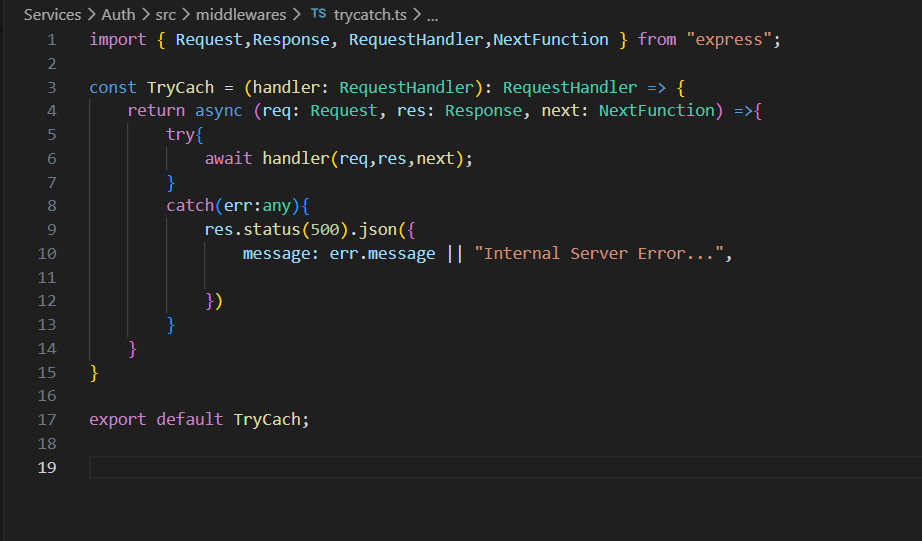 Services > Auth > src > middlewares > TS trycatch.ts > ...
1 import { Request,Response, RequestHandler,NextFunction } from "express";
2
3 const TryCach = (handler: RequestHandler): RequestHandler => {
4     return async (req: Request, res: Response, next: NextFunction) =>{
5         try{
6             await handler(req,res,next);
7         }
8         catch(err:any){
9             res.status(500).json({
10                 message: err.message || "Internal Server Error...",
11
12             })
13         }
14     }
15 }
16
17 export default TryCach;
18
19